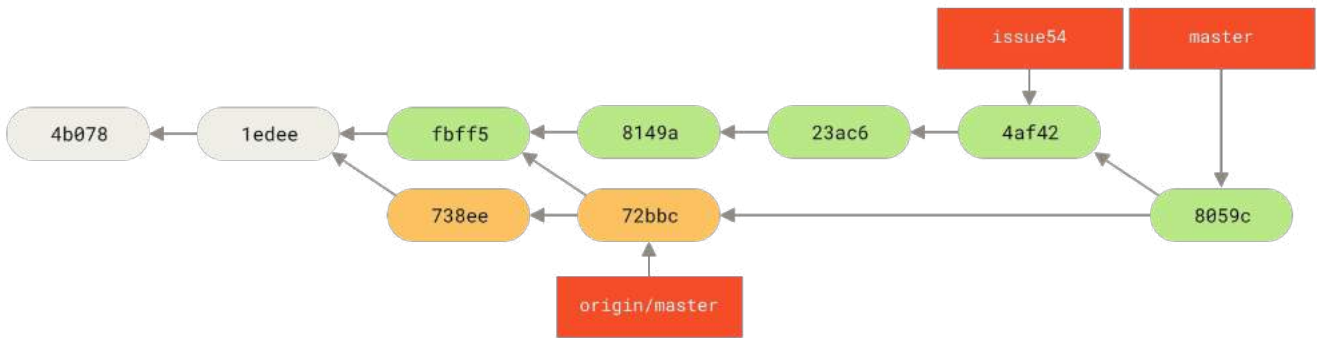 issue54
master
4b078
1edee
fbff5
8149a
23ac6
4af42
738ee
72bbc
8059c
origin/master